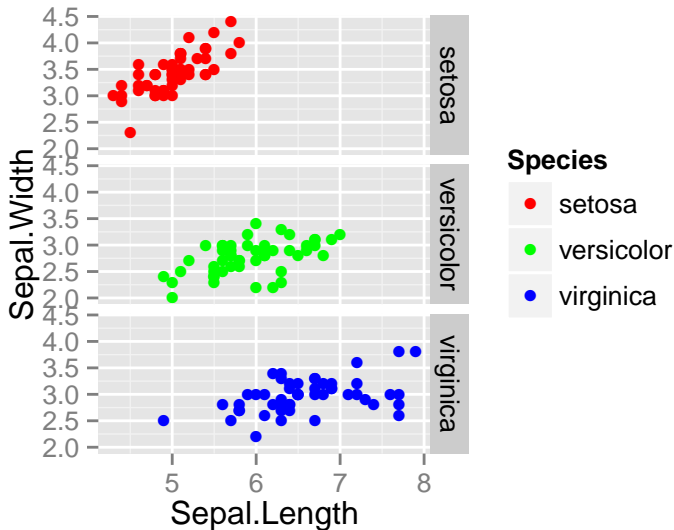 Sepal.Width
4.5
4.0
3.5
3.0
2.5
2.0
setosa
4.5
4.0
3.5
3.0
2.5
2.0
versicolor
4.5
4.0
3.5
3.0
2.5
2.0
virginica
5 6 7 8
Sepal.Length
Species
setosa
versicolor
virginica